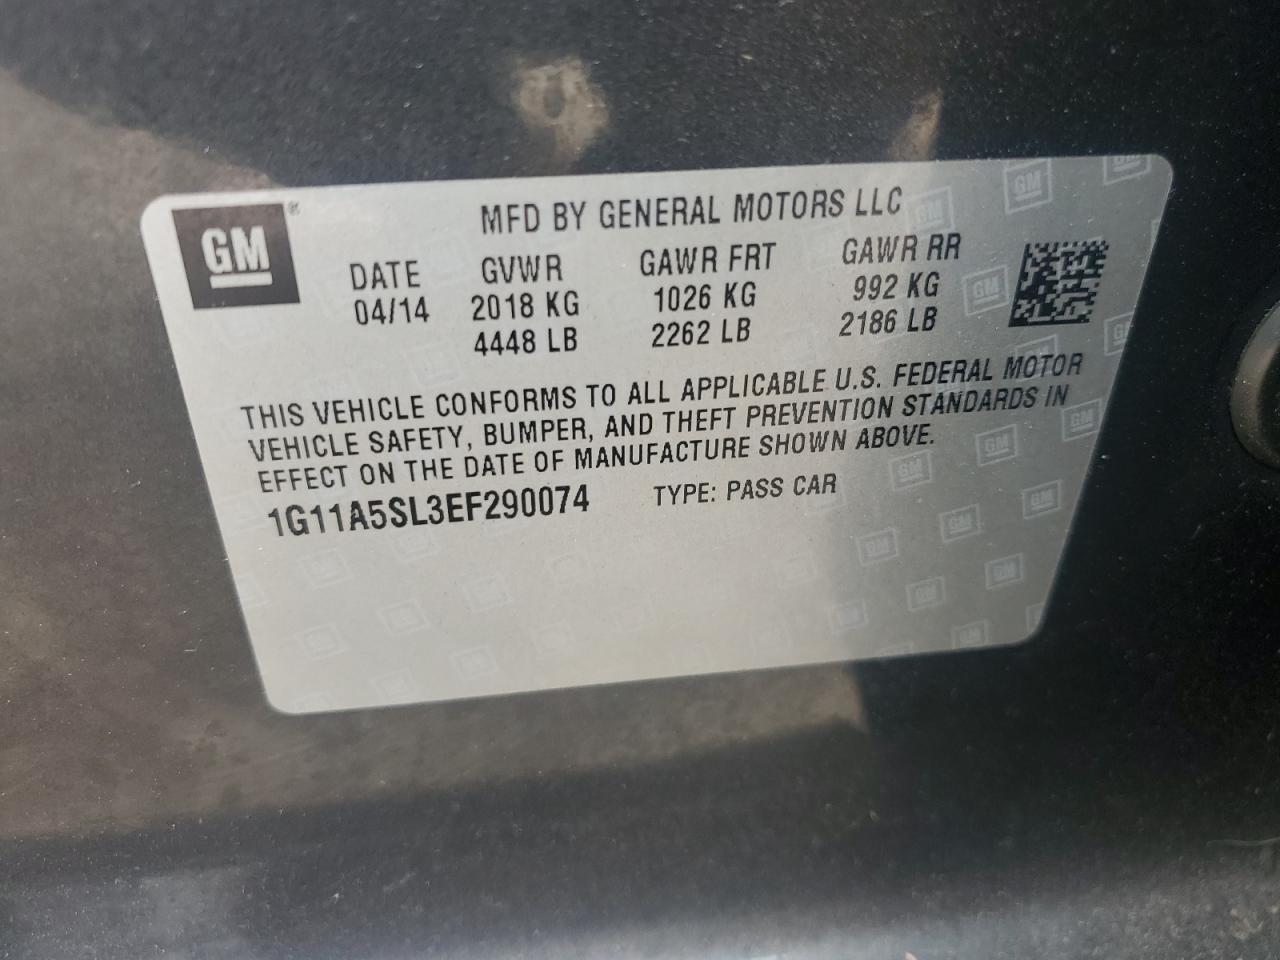 GM®
MFD BY GENERAL MOTORS LLC
DATE GVWR GAWR FRT GAWR RR
04/14 2018 KG 1026 KG 992 KG
4448 LB 2262 LB 2186 LB
THIS VEHICLE CONFORMS TO ALL APPLICABLE U.S. FEDERAL MOTOR
VEHICLE SAFETY, BUMPER, AND THEFT PREVENTION STANDARDS IN
EFFECT ON THE DATE OF MANUFACTURE SHOWN ABOVE.
1G11A5SL3EF290074 TYPE: PASS CAR